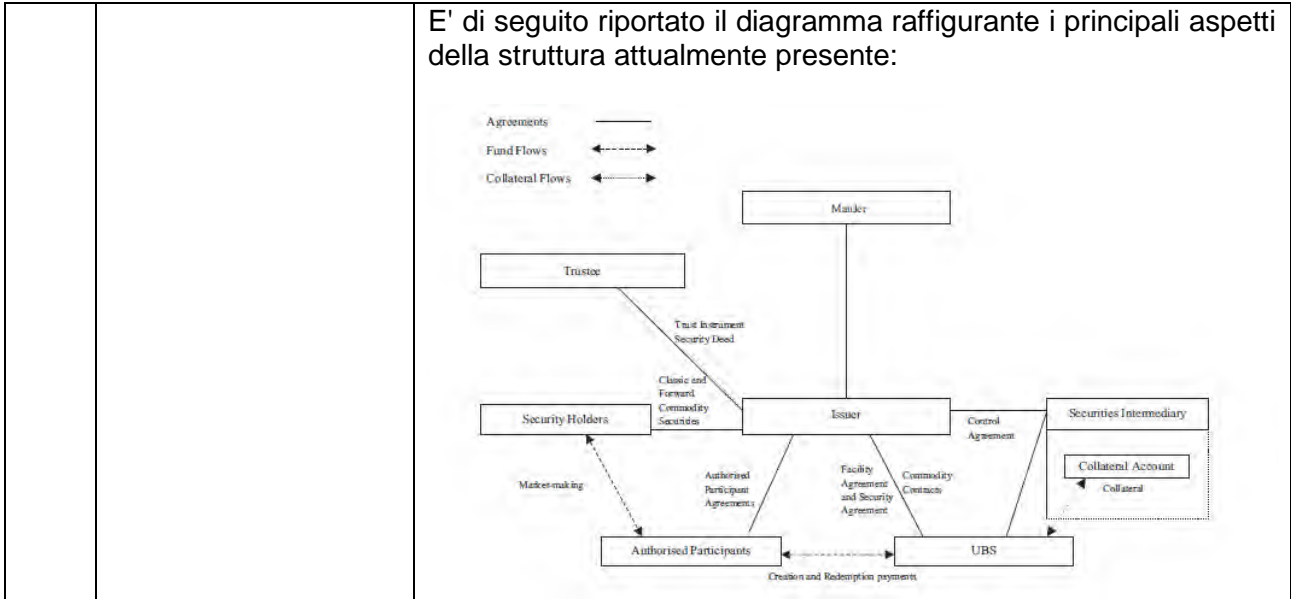 E' di seguito riportato il diagramma raffigurante i principali aspetti
della struttura attualmente presente:
Agreements
Fund Flows
Collateral Flows
Manler
Trustee
Trust Instrument
Security Deed
Classic and
Forward
Commodity
Securities
Security Holders
Issuer
Control
Agreement
Securities Intermediary
Collateral Account
Collateral
Market-making
Authorised
Participant
Agreements
Facility
Agreement
and Security
Agreement
Commodity
Contracts
Authorised Participants
UBS
Creation and Redemption payments